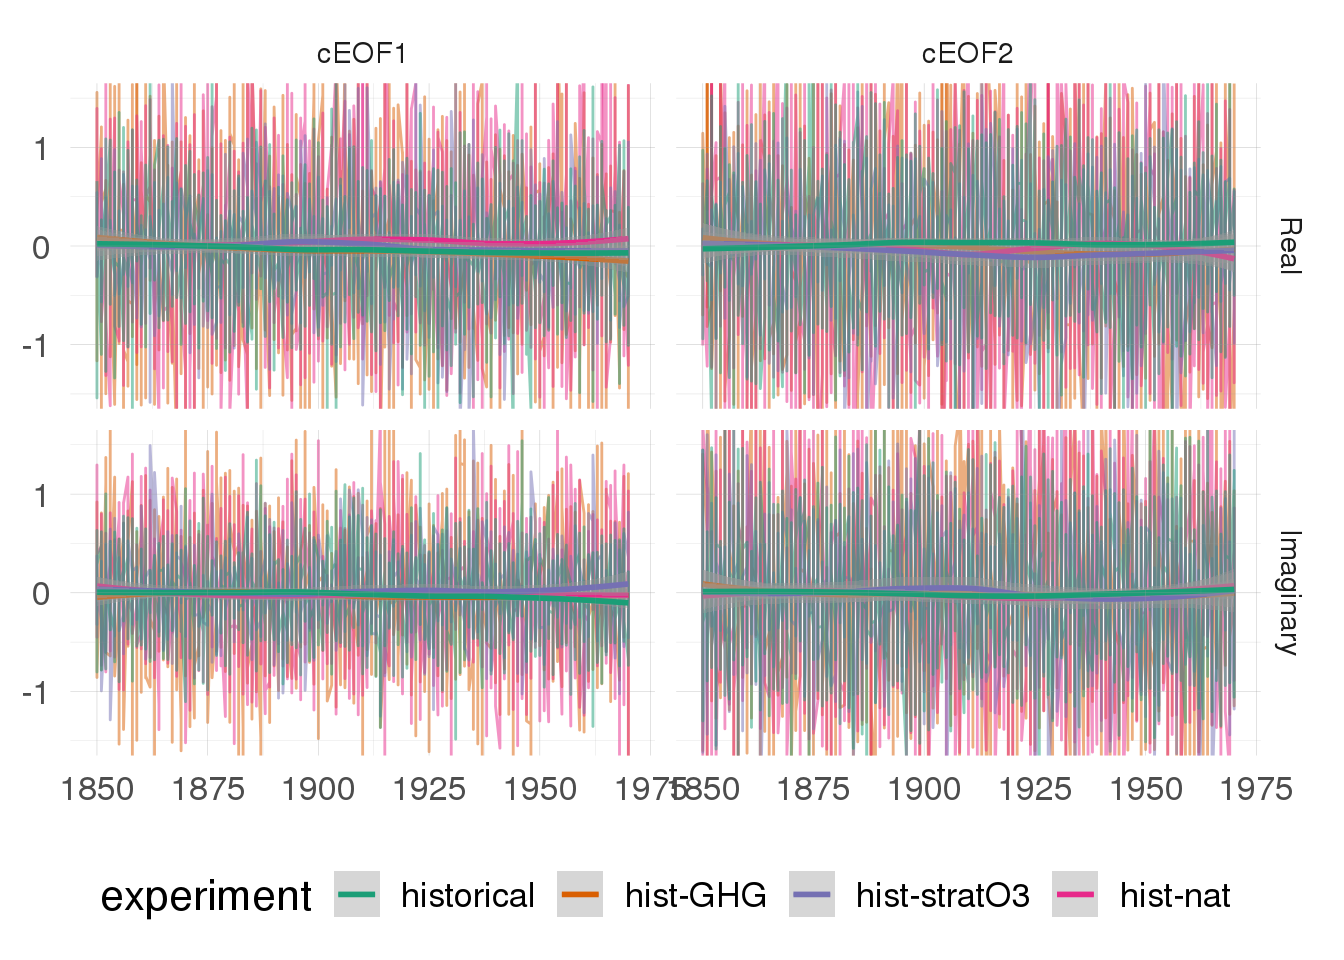 cEOF1 cEOF2
1
0
-1
Real
1
0
-1
Imaginary
1850 1875 1900 1925 1950 1975 1850 1875 1900 1925 1950 1975
experiment historical hist-GHG hist-stratO3 hist-nat